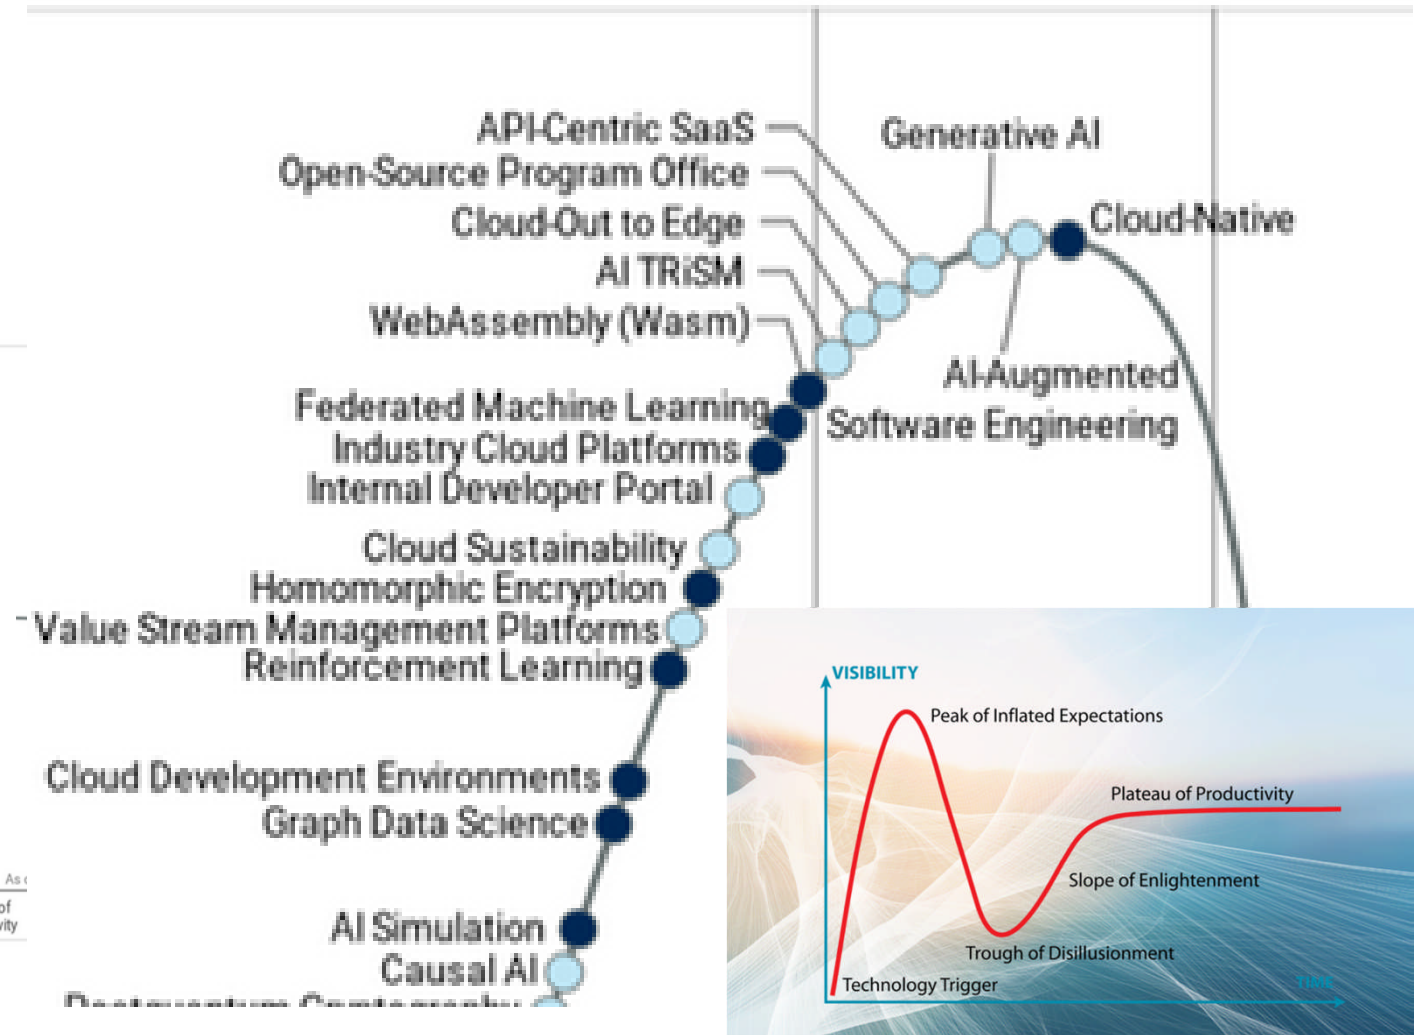 API-Centric SaaS
Generative AI
Open-Source Program Office
Cloud-Out to Edge
Cloud-Native
AI TRiSM
WebAssembly (Wasm)
AI-Augmented
Software Engineering
Federated Machine Learning
Industry Cloud Platforms
Internal Developer Portal
Cloud Sustainability
Homomorphic Encryption
Value Stream Management Platforms
Reinforcement Learning
Cloud Development Environments
Graph Data Science
AI Simulation
Causal AI
As
of
VISIBILITY
Peak of Inflated Expectations
Plateau of Productivity
Slope of Enlightenment
Trough of Disillusionment
Technology Trigger
TIME